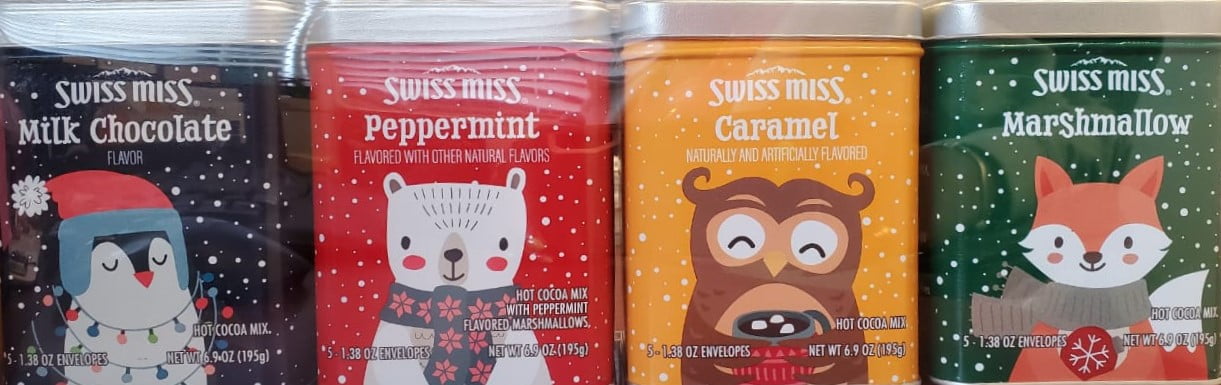 SWISS MISS®
Milk Chocolate
FLAVOR
HOT COCOA MIX.
5 - 1.38 OZ ENVELOPES
NET WT 6.9 OZ (195g)
SWISS MISS®
Peppermint
FLAVORED WITH OTHER NATURAL FLAVORS
HOT COCOA MIX
WITH PEPPERMINT
FLAVORED MARSHMALLOWS.
5 - 1.38 OZ ENVELOPES
NET WT 6.9 OZ (195g)
SWISS MISS®
Caramel
NATURALLY AND ARTIFICIALLY FLAVORED
HOT COCOA MIX
5 - 1.38 OZ ENVELOPES
NET WT 6.9 OZ (195g)
SWISS MISS®
Marshmallow
HOT COCOA MIX
5 - 1.38 OZ ENVELOPES
NET WT 6.9 OZ (195g)